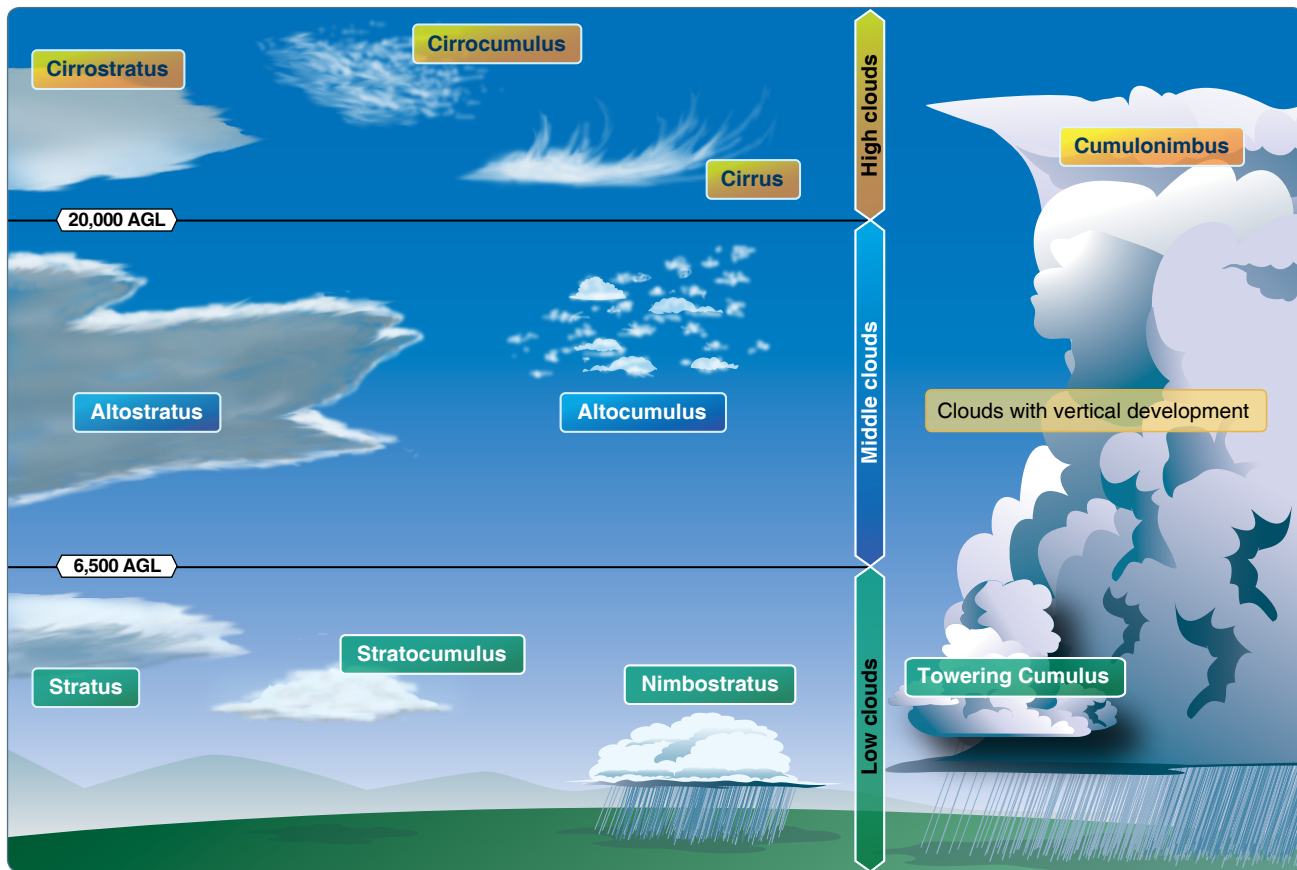 Cirrostratus
Cirrocumulus
Cirrus
High clouds
Cumulonimbus
20,000 AGL
Altostratus
Altocumulus
Middle clouds
Clouds with vertical development
6,500 AGL
Stratus
Stratocumulus
Nimbostratus
Low clouds
Towering Cumulus